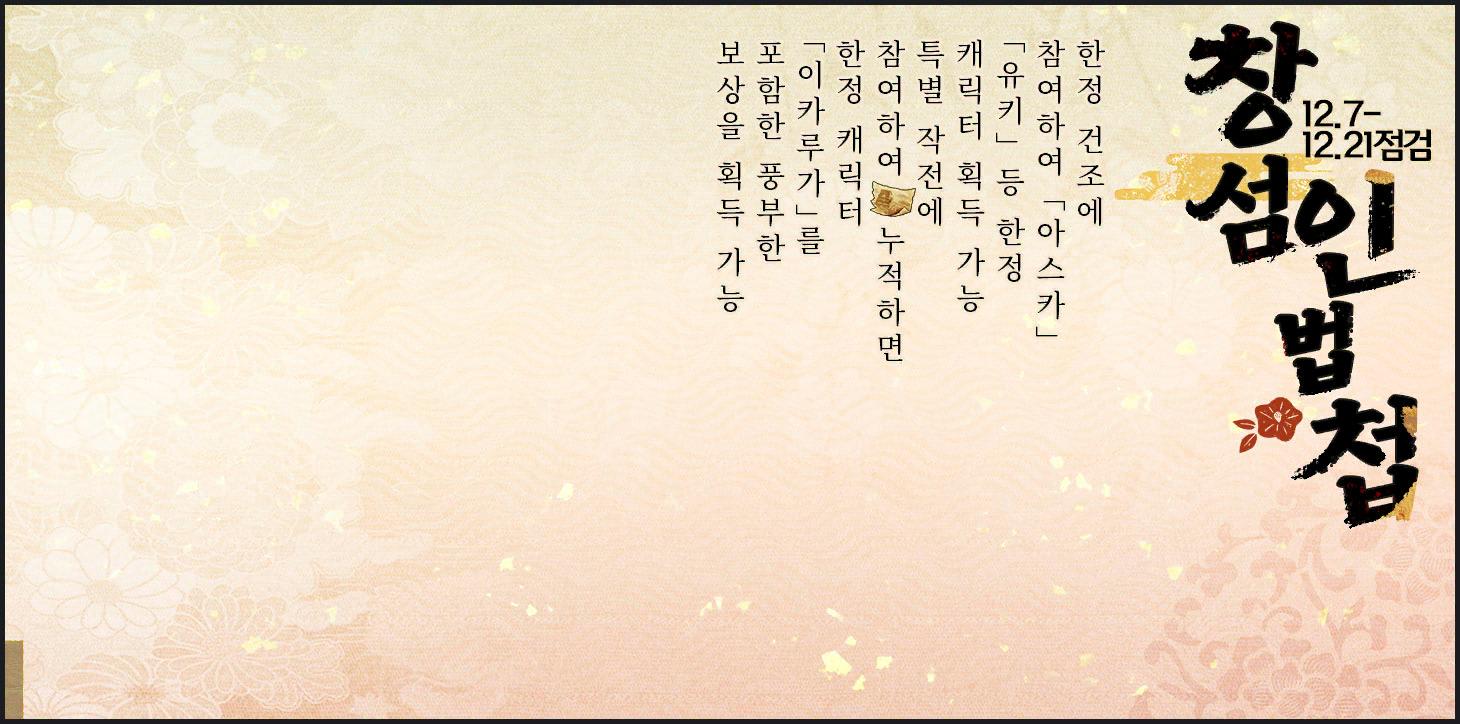 창섬인법첩
12.7-
12.21점검
한정 건조에
참여하여 「아스카」
「유키」 등 한정
캐릭터 획득 가능
특별 작전에
참여하여 누적하면
한정 캐릭터
「이카루가」를
포함한 풍부한
보상을 획득 가능